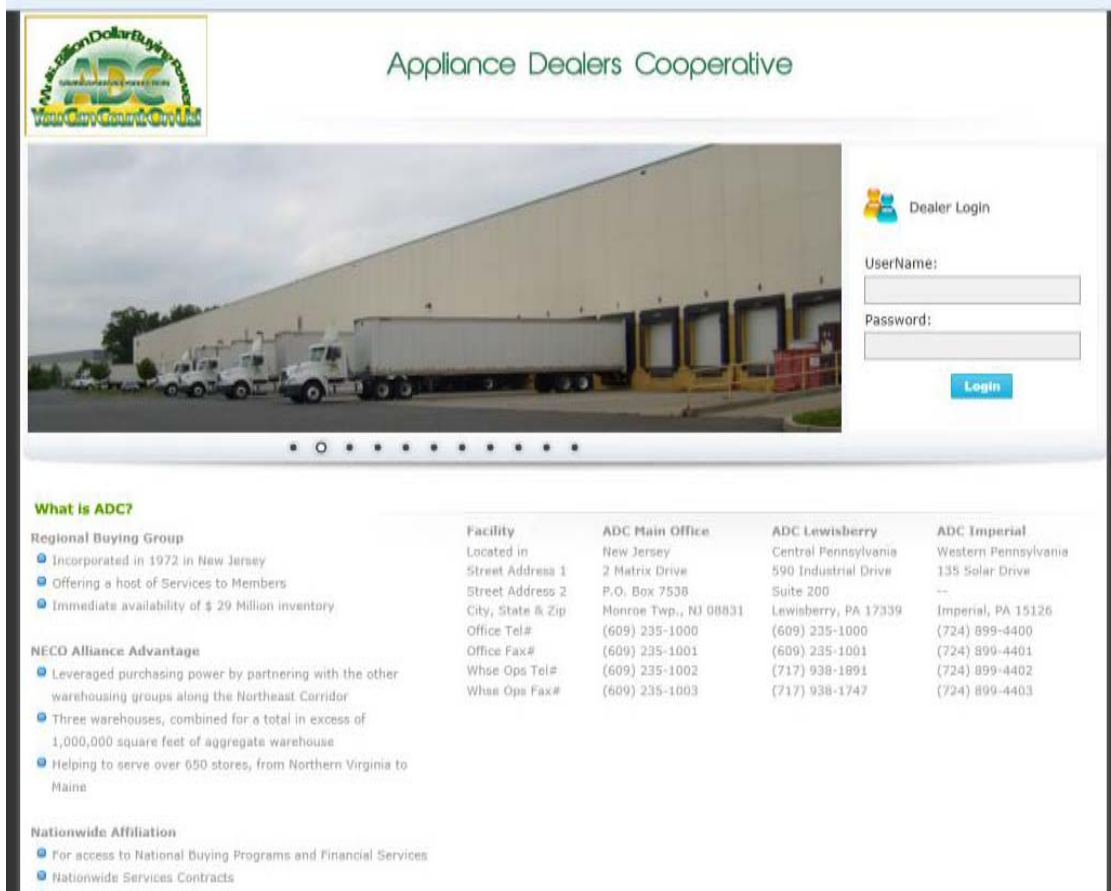 Multi-Billion Dollar Buying Power
ADC
You Can Count On Us!
Appliance Dealers Cooperative
Dealer Login
UserName:
Password:
Login
What is ADC?
Regional Buying Group
Incorporated in 1972 in New Jersey
Offering a host of Services to Members
Immediate availability of $ 29 Million inventory
NECO Alliance Advantage
Leveraged purchasing power by partnering with the other
warehousing groups along the Northeast Corridor
Three warehouses, combined for a total in excess of
1,000,000 square feet of aggregate warehouse
Helping to serve over 650 stores, from Northern Virginia to
Maine
Nationwide Affiliation
For access to National Buying Programs and Financial Services
Nationwide Services Contracts
Facility ADC Main Office ADC Lewisberry ADC Imperial
Located in New Jersey Central Pennsylvania Western Pennsylvania
Street Address 1 2 Matrix Drive 590 Industrial Drive 135 Solar Drive
Street Address 2 P.O. Box 7538 Suite 200 --
City, State & Zip Monroe Twp., NJ 08831 Lewisberry, PA 17339 Imperial, PA 15126
Office Tel# (609) 235-1000 (609) 235-1000 (724) 899-4400
Office Fax# (609) 235-1001 (609) 235-1001 (724) 899-4401
Whse Ops Tel# (609) 235-1002 (717) 938-1891 (724) 899-4402
Whse Ops Fax# (609) 235-1003 (717) 938-1747 (724) 899-4403